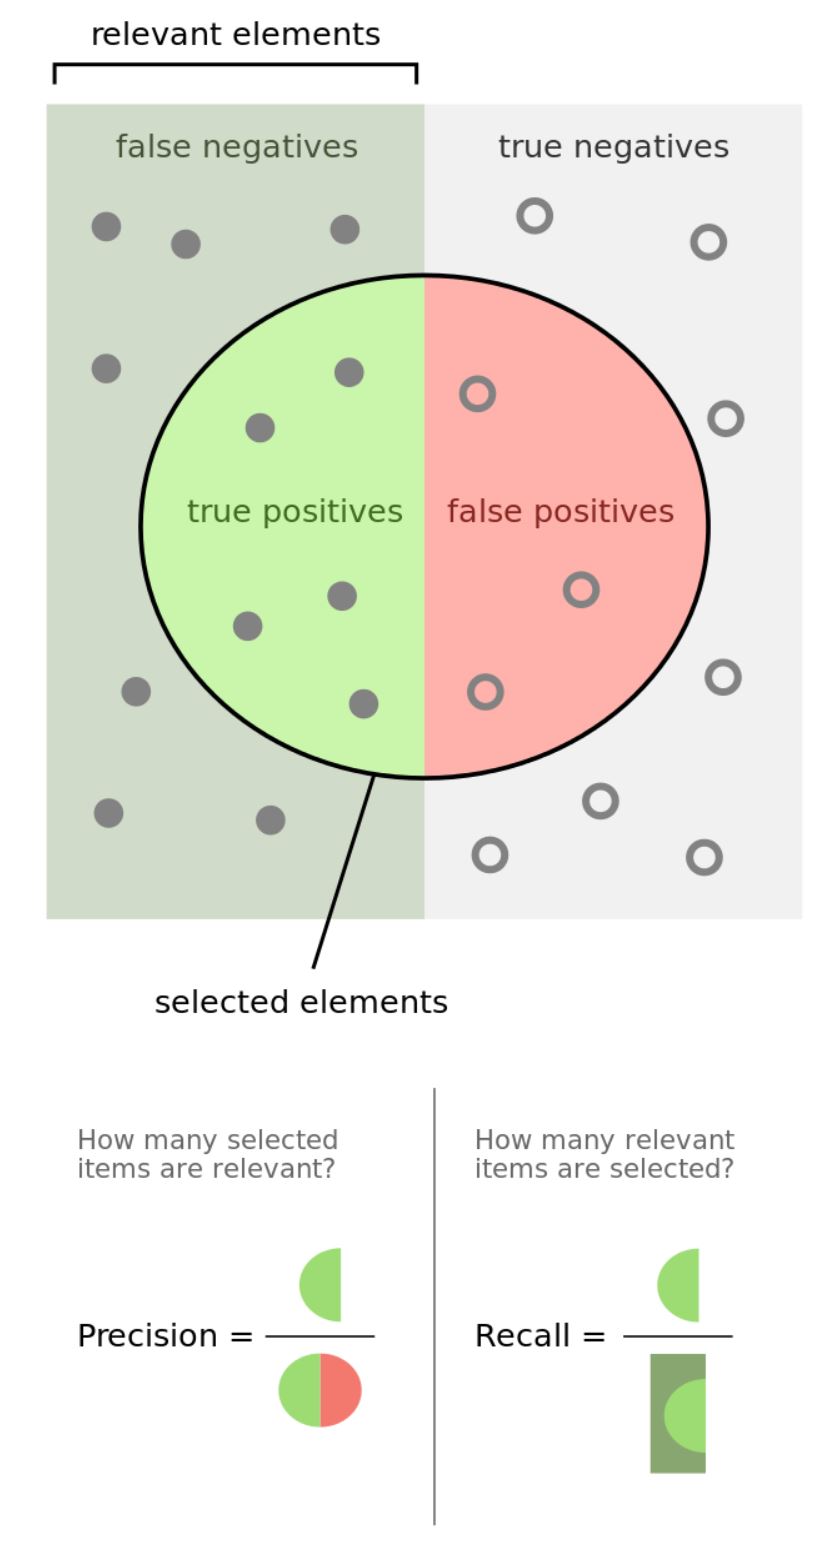 relevant elements
false negatives
true negatives
true positives
false positives
selected elements
How many selected
items are relevant?
How many relevant
items are selected?
Precision =
Recall =